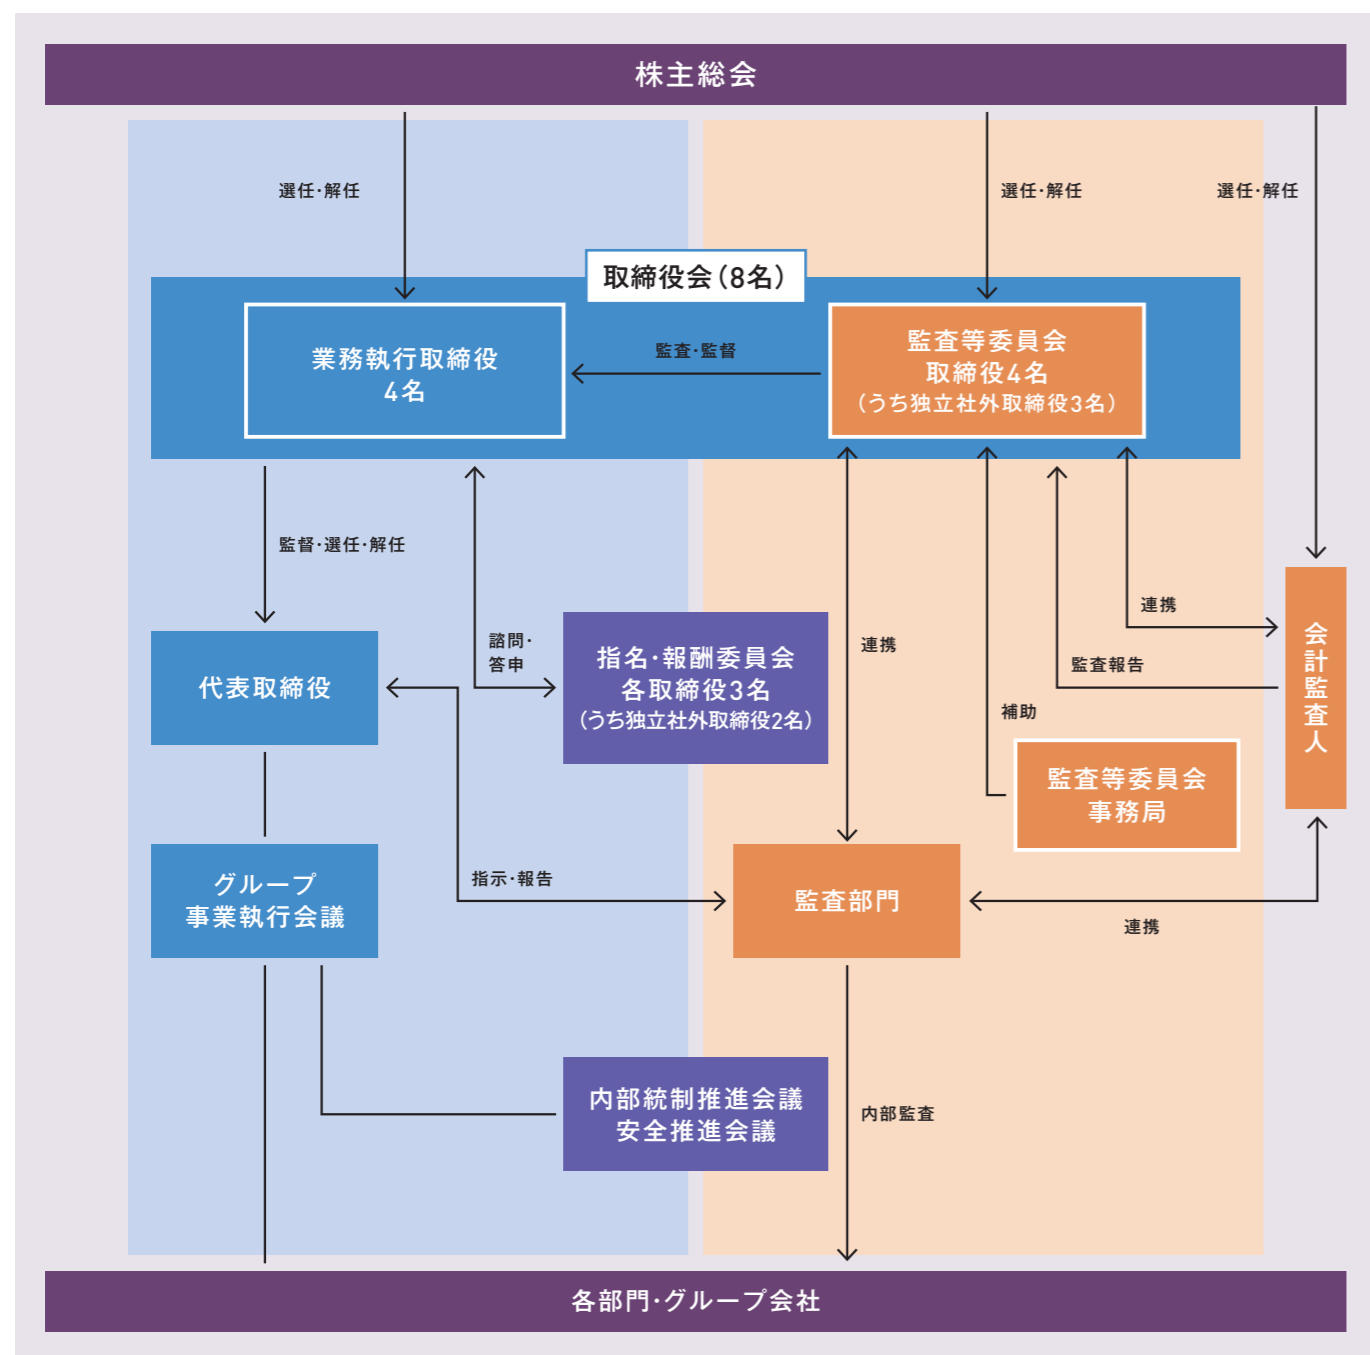 株主総会
選任・解任
選任・解任
選任・解任
取締役会（8名）
業務執行取締役
4名
監査・監督
監査等委員会
取締役4名
（うち独立社外取締役3名）
監督・選任・解任
諮問・
答申
代表取締役
指名・報酬委員会
各取締役3名
（うち独立社外取締役2名）
連携
連携
監査報告
補助
会計監査人
監査等委員会
事務局
グループ
事業執行会議
指示・報告
監査部門
連携
内部統制推進会議
安全推進会議
内部監査
各部門・グループ会社